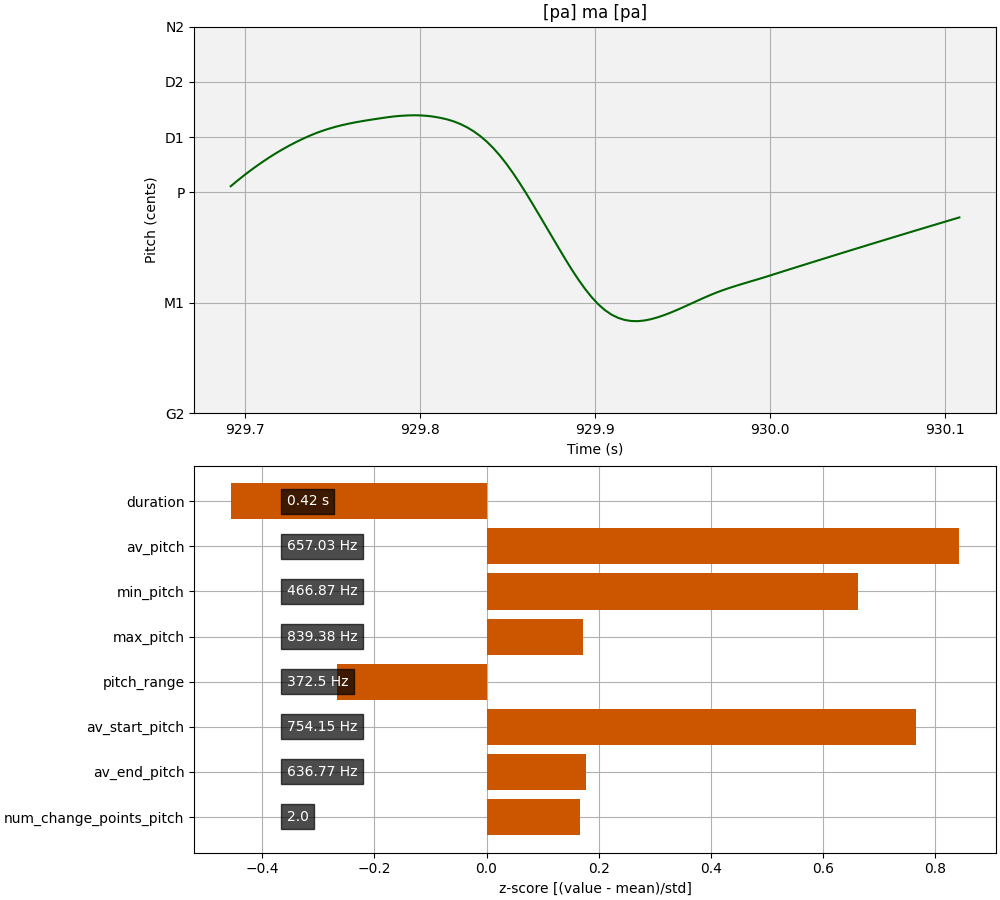 [pa] ma [pa]
N2
D2
D1
P
M1
G2
Pitch (cents)
929.7 929.8 929.9 930.0 930.1
Time (s)
duration 0.42 s
av_pitch 657.03 Hz
min_pitch 466.87 Hz
max_pitch 839.38 Hz
pitch_range 372.5 Hz
av_start_pitch 754.15 Hz
av_end_pitch 636.77 Hz
num_change_points_pitch 2.0
−0.4 −0.2 0.0 0.2 0.4 0.6 0.8
z-score [(value - mean)/std]